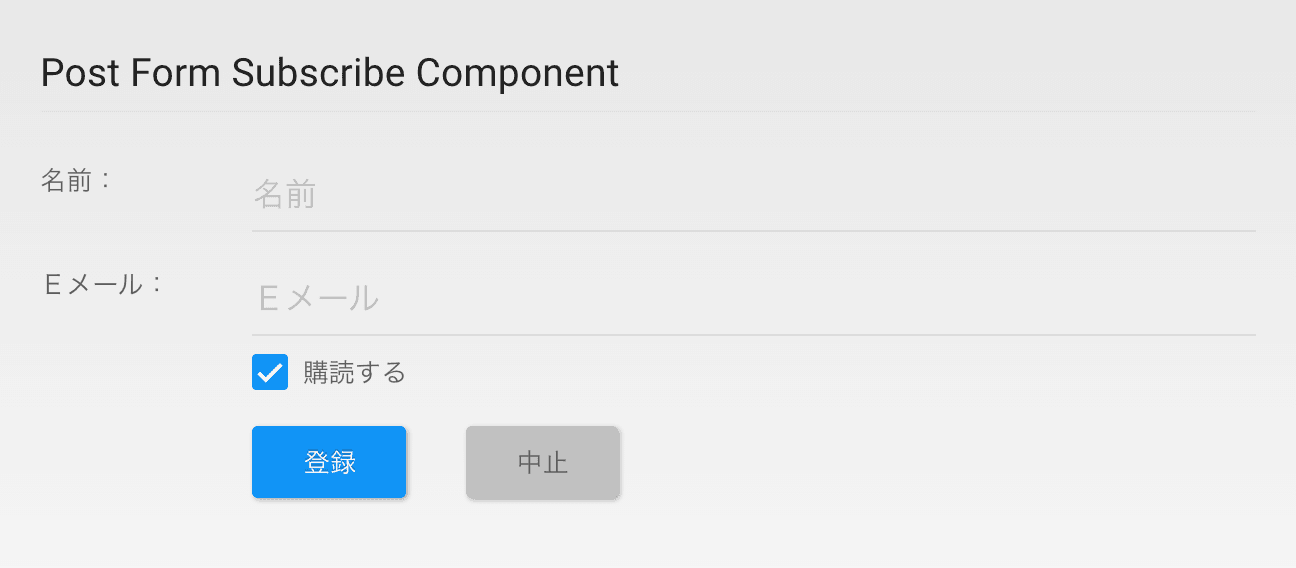 Post Form Subscribe Component
名前：
名前
Ｅメール：
Ｅメール
購読する
登録
中止